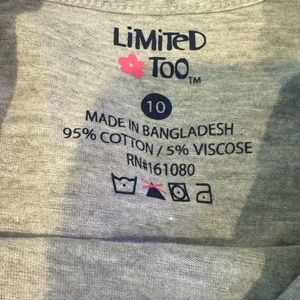 LiMiTeD
TOO™
10
MADE IN BANGLADESH
95% COTTON / 5% VISCOSE
RN#161080